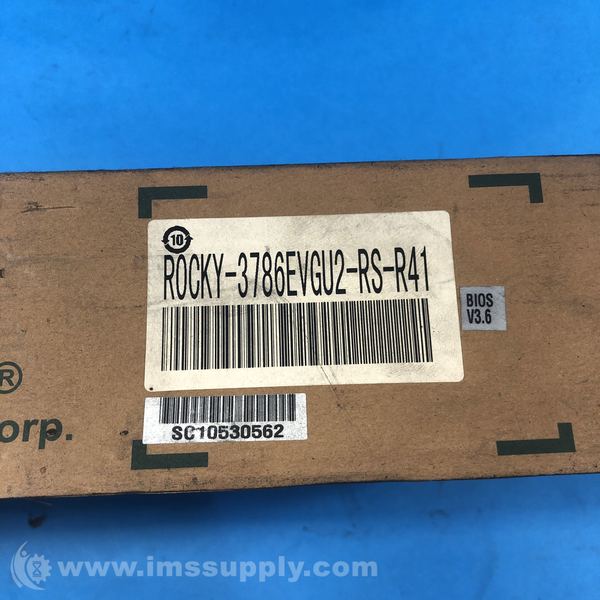 10
ROCKY-3786EVGU2-RS-R41
BIOS
V3.6
®
orp.
SC10530562
www.imssupply.com